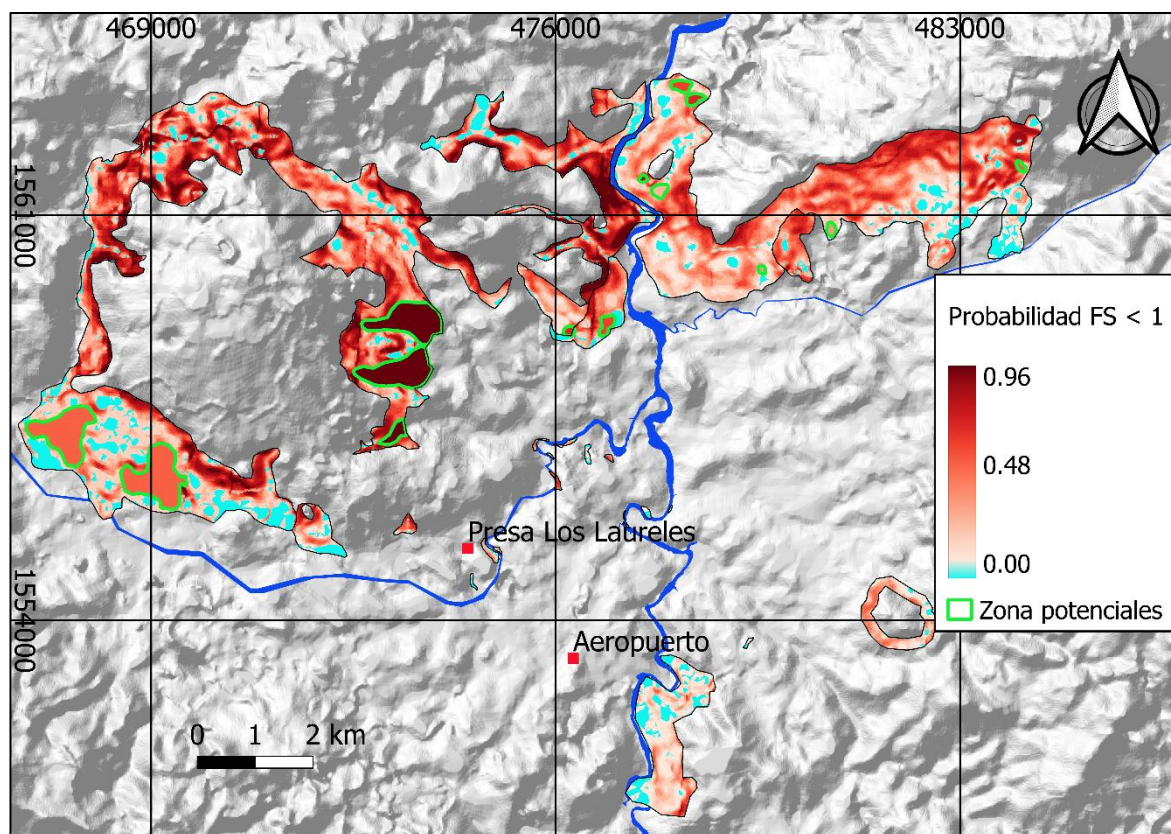 469000
476000
483000
1561000
1554000
Probabilidad FS < 1
0.96
0.48
0.00
Zona potenciales
Presa Los Laureles
Aeropuerto
0 1 2 km